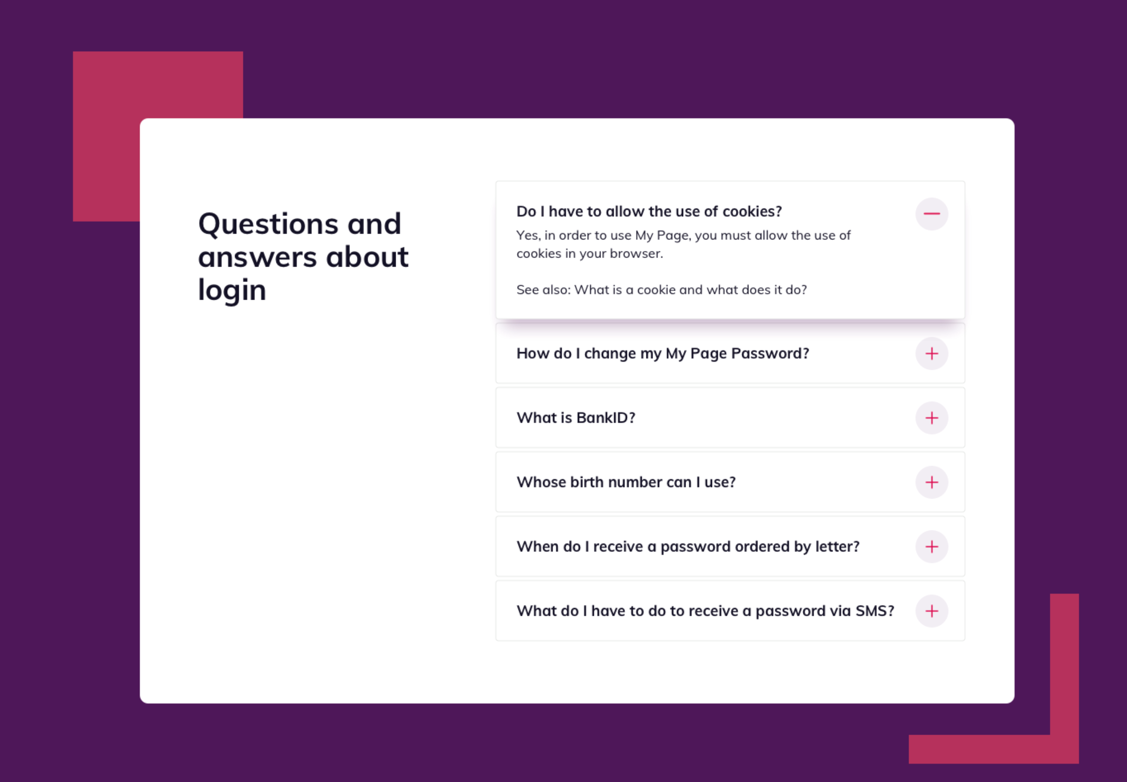 Questions and
answers about
login
Do I have to allow the use of cookies?
Yes, in order to use My Page, you must allow the use of
cookies in your browser.
See also: What is a cookie and what does it do?
How do I change my My Page Password?
What is BankID?
Whose birth number can I use?
When do I receive a password ordered by letter?
What do I have to do to receive a password via SMS?